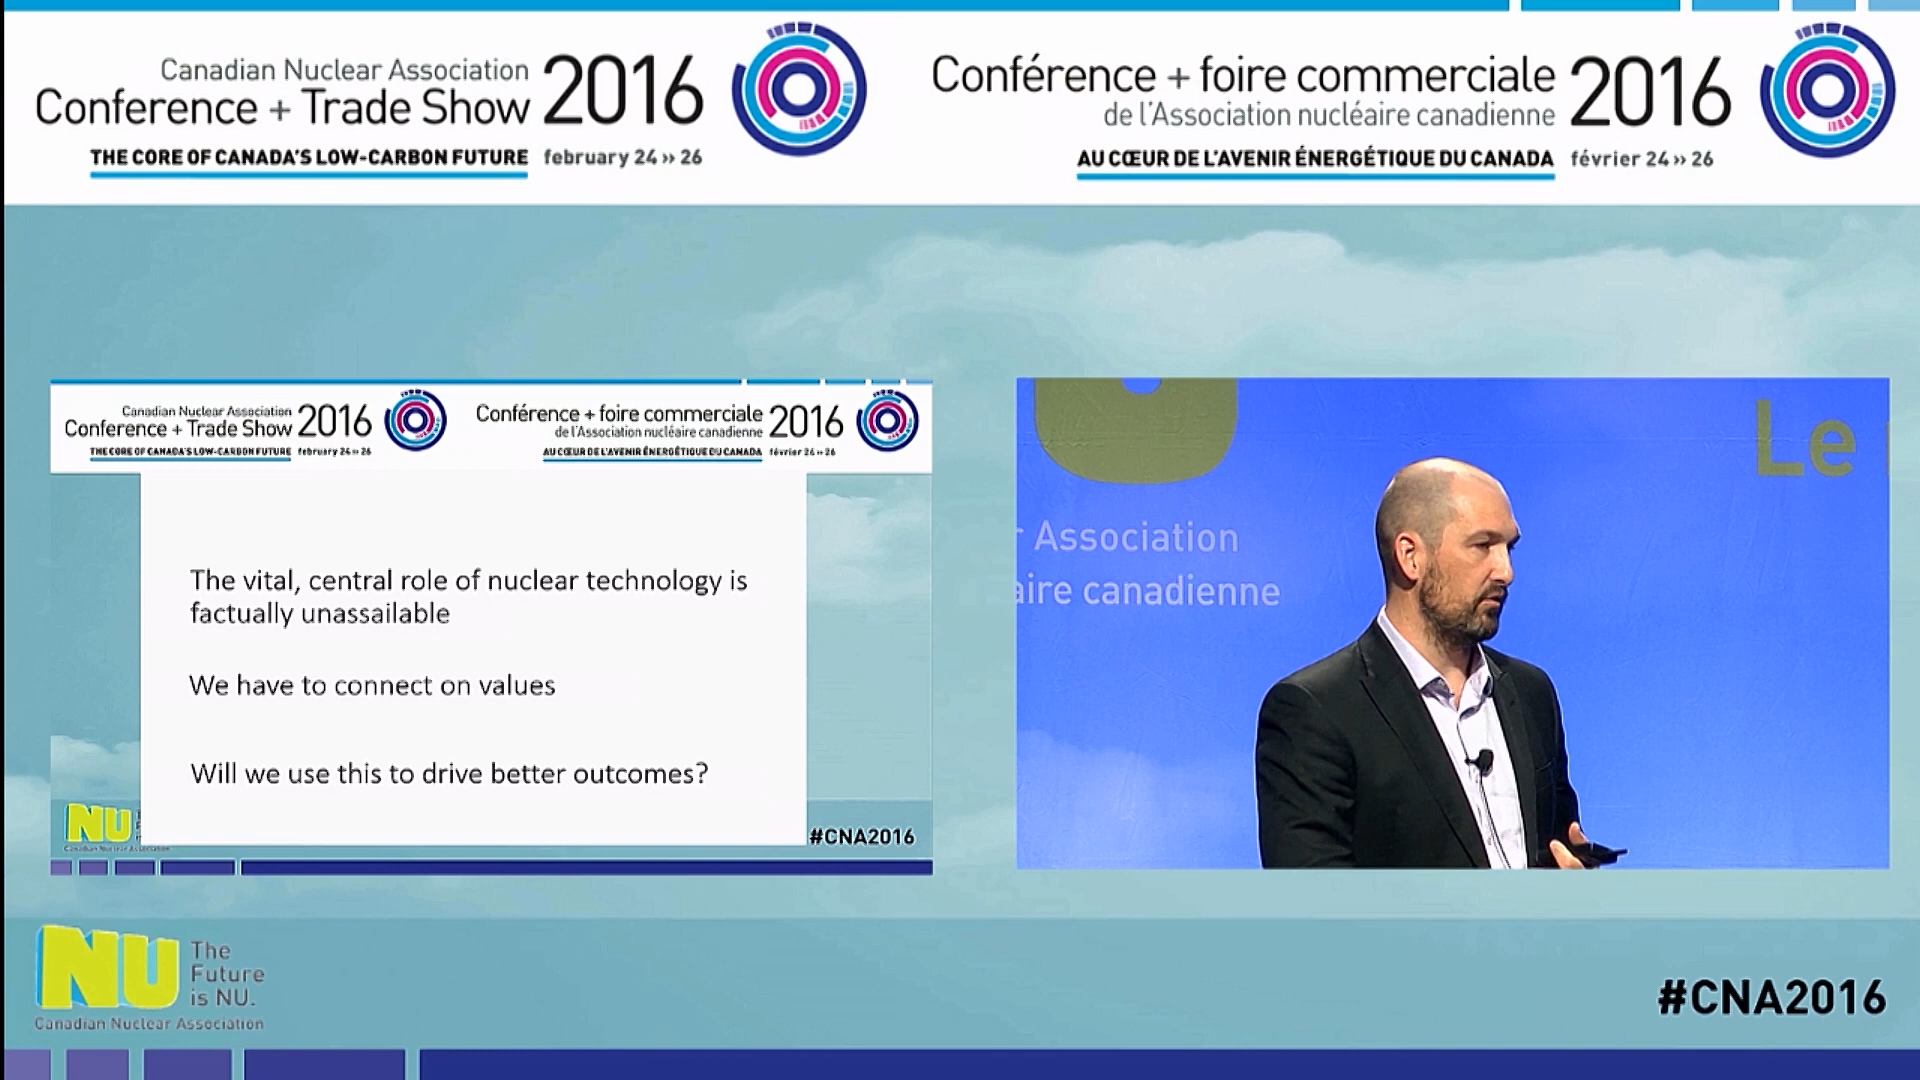 Canadian Nuclear Association
Conference + Trade Show 2016
THE CORE OF CANADA'S LOW-CARBON FUTURE february 24 ›› 26
Conférence + foire commerciale 2016
de l'Association nucléaire canadienne
AU CŒUR DE L'AVENIR ÉNERGÉTIQUE DU CANADA février 24 ›› 26
Canadian Nuclear Association
Conference + Trade Show 2016
THE CORE OF CANADA'S LOW-CARBON FUTURE february 24 ›› 26
Conférence + foire commerciale 2016
de l'Association nucléaire canadienne
AU CŒUR DE L'AVENIR ÉNERGÉTIQUE DU CANADA février 24 ›› 26
The vital, central role of nuclear technology is
factually unassailable
We have to connect on values
Will we use this to drive better outcomes?
NU
Canadian Nuclear Association
#CNA2016
Le
Association
aire canadienne
NU The
Future
is NU.
Canadian Nuclear Association
#CNA2016